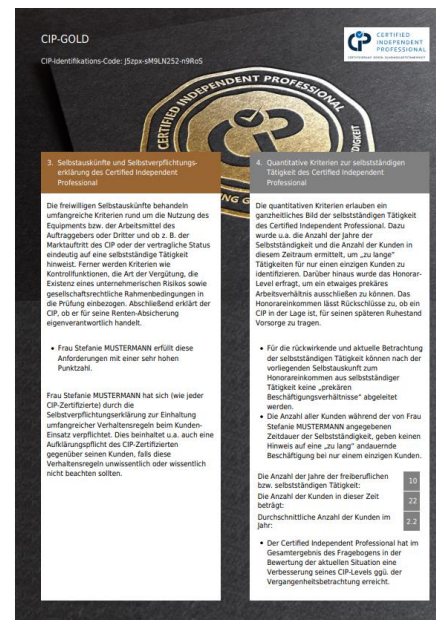 CIP-GOLD
CIP-Identifikations-Code: J5zpx-sM9LN252-n9RoS
CERTIFIED
INDEPENDENT
PROFESSIONAL
CERTIFIED INDEPENDENT PROFESSIONAL
3. Selbstauskünfte und Selbstverpflichtungs-
erklärung des Certified Independent
Professional
Die freiwilligen Selbstauskünfte behandeln
umfangreiche Kriterien rund um die Nutzung des
Equipments bzw. der Arbeitsmittel des
Auftraggebers oder Dritter und ob z. B. der
Marktauftritt des CIP oder der vertragliche Status
eindeutig auf eine selbstständige Tätigkeit
hinweist. Ferner werden Kriterien wie
Kontrollfunktionen, die Art der Vergütung, die
Existenz eines unternehmerischen Risikos sowie
gesellschaftsrechtliche Rahmenbedingungen in
die Prüfung einbezogen. Abschließend erklärt der
CIP, ob er für seine Renten-Absicherung
eigenverantwortlich handelt.
• Frau Stefanie MUSTERMANN erfüllt diese
Anforderungen mit einer sehr hohen
Punktzahl.
Frau Stefanie MUSTERMANN hat sich (wie jeder
CIP-Zertifizierte) durch die
Selbstverpflichtungserklärung zur Einhaltung
umfangreicher Verhaltensregeln beim Kunden-
Einsatz verpflichtet. Dies beinhaltet u.a. auch eine
Aufklärungspflicht des CIP-Zertifizierten
gegenüber seinen Kunden, falls diese
Verhaltensregeln unwissentlich oder wissentlich
nicht beachten sollten.
4. Quantitative Kriterien zur selbstständigen
Tätigkeit des Certified Independent
Professional
Die quantitativen Kriterien erlauben ein
ganzheitliches Bild der selbstständigen Tätigkeit
des Certified Independent Professional. Dazu
wurde u.a. die Anzahl der Jahre der
Selbstständigkeit und die Anzahl der Kunden in
diesem Zeitraum ermittelt, um „zu lange"
Tätigkeiten für nur einen einzigen Kunden zu
identifizieren. Darüber hinaus wurde das Honorar-
Level erfragt, um ein etwaiges prekäres
Arbeitsverhältnis ausschließen zu können. Das
Honorareinkommen lässt Rückschlüsse zu, ob ein
CIP in der Lage ist, für seinen späteren Ruhestand
Vorsorge zu tragen.
• Für die rückwirkende und aktuelle Betrachtung
der selbstständigen Tätigkeit können nach der
vorliegenden Selbstauskunft zum
Honorareinkommen aus selbstständiger
Tätigkeit keine „prekären
Beschäftigungsverhältnisse" abgeleitet
werden.
• Die Anzahl aller Kunden während der von Frau
Stefanie MUSTERMANN angegebenen
Zeitdauer der Selbstständigkeit, geben keinen
Hinweis auf eine „zu lang" andauernde
Beschäftigung bei nur einem einzigen Kunden.
Die Anzahl der Jahre der freiberuflichen
bzw. selbstständigen Tätigkeit: 10
Die Anzahl der Kunden in dieser Zeit
beträgt: 22
Durchschnittliche Anzahl der Kunden im
Jahr: 2.2
• Der Certified Independent Professional hat im
Gesamtergebnis des Fragebogens in der
Bewertung der aktuellen Situation eine
Verbesserung seines CIP-Levels ggü. der
Vergangenheitsbetrachtung erreicht.